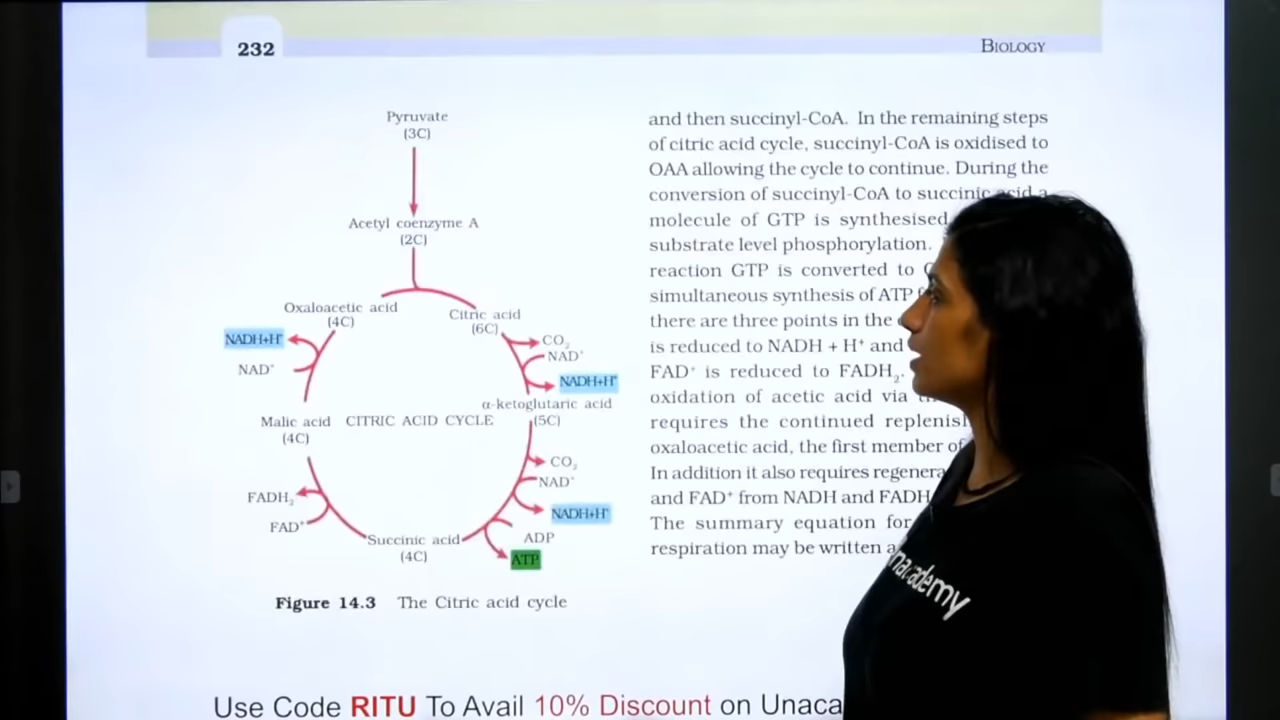 232
BIOLOGY
Pyruvate
(3C)
Acetyl coenzyme A
(2C)
Oxaloacetic acid
(4C)
Citric acid
(6C)
NADH+H⁺
NAD⁺
CO₂
NAD⁺
NADH+H⁺
α-ketoglutaric acid
(5C)
Malic acid
(4C)
CITRIC ACID CYCLE
CO₂
NAD⁺
NADH+H⁺
FADH₂
FAD⁺
Succinic acid
(4C)
ADP
ATP
Figure 14.3 The Citric acid cycle
and then succinyl-CoA. In the remaining steps
of citric acid cycle, succinyl-CoA is oxidised to
OAA allowing the cycle to continue. During the
conversion of succinyl-CoA to succinic acid a
molecule of GTP is synthesised
substrate level phosphorylation.
reaction GTP is converted to
simultaneous synthesis of ATP
there are three points in the
is reduced to NADH + H⁺ and
FAD⁺ is reduced to FADH₂.
oxidation of acetic acid via
requires the continued
oxaloacetic acid, the first member of
In addition it also requires
and FAD⁺ from NADH and FADH
The summary equation for
respiration may be written
nacademy
Use Code RITU To Avail 10% Discount on Unaca